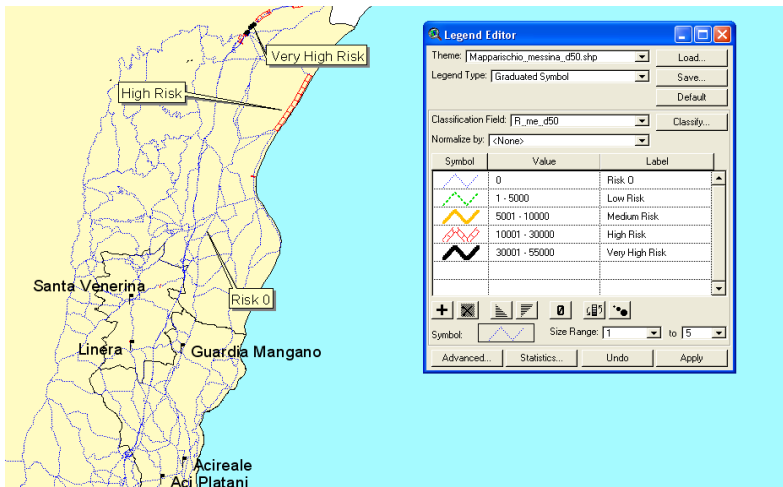 Very High Risk
High Risk
Risk 0
Santa Venerina
Linera
Guardia Mangano
Acireale
Aci Platani
Legend Editor
Theme: Mapparischio_messina_d50.shp
Load...
Legend Type: Graduated Symbol
Save...
Default
Classification Field: R_me_d50
Classify...
Normalize by: <None>
Symbol Value Label
0 Risk 0
1 - 5000 Low Risk
5001 - 10000 Medium Risk
10001 - 30000 High Risk
30001 - 55000 Very High Risk
Symbol: Size Range: 1 to 5
Advanced... Statistics... Undo Apply